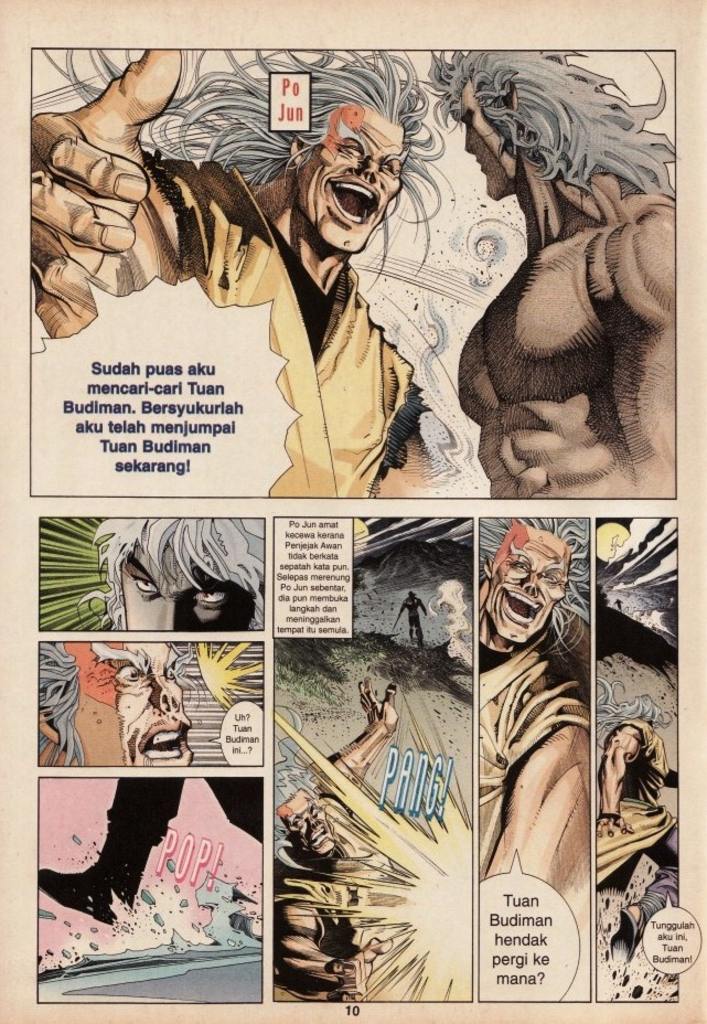 Po
Jun
Sudah puas aku
mencari-cari Tuan
Budiman. Bersyukurlah
aku telah menjumpai
Tuan Budiman
sekarang!
Uh?
Tuan
Budiman
ini...?
POP!
Po Jun amat
kecewa kerana
Penjejak Awan
tidak berkata
sepatah kata pun.
Selepas merenung
Po Jun sebentar,
dia pun membuka
langkah dan
meninggalkan
tempat itu semula.
PANG!
Tuan
Budiman
hendak
pergi ke
mana?
Tunggulah
aku ini,
Tuan
Budiman!
10